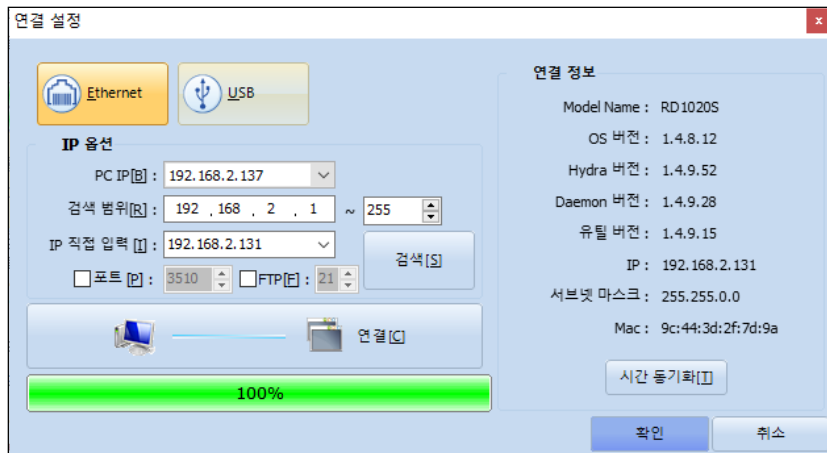 연결 설정
x
Ethernet
USB
IP 옵션
PC IP[B] : 192.168.2.137
검색 범위[R] : 192 . 168 . 2 . 1 ~ 255
IP 직접 입력 [I] : 192.168.2.131
검색[S]
포트 [P] : 3510 FTP[F] : 21
연결[C]
100%
연결 정보
Model Name : RD1020S
OS 버전 : 1.4.8.12
Hydra 버전 : 1.4.9.52
Daemon 버전 : 1.4.9.28
유틸 버전 : 1.4.9.15
IP : 192.168.2.131
서브넷 마스크 : 255.255.0.0
Mac : 9c:44:3d:2f:7d:9a
시간 동기화[T]
확인
취소